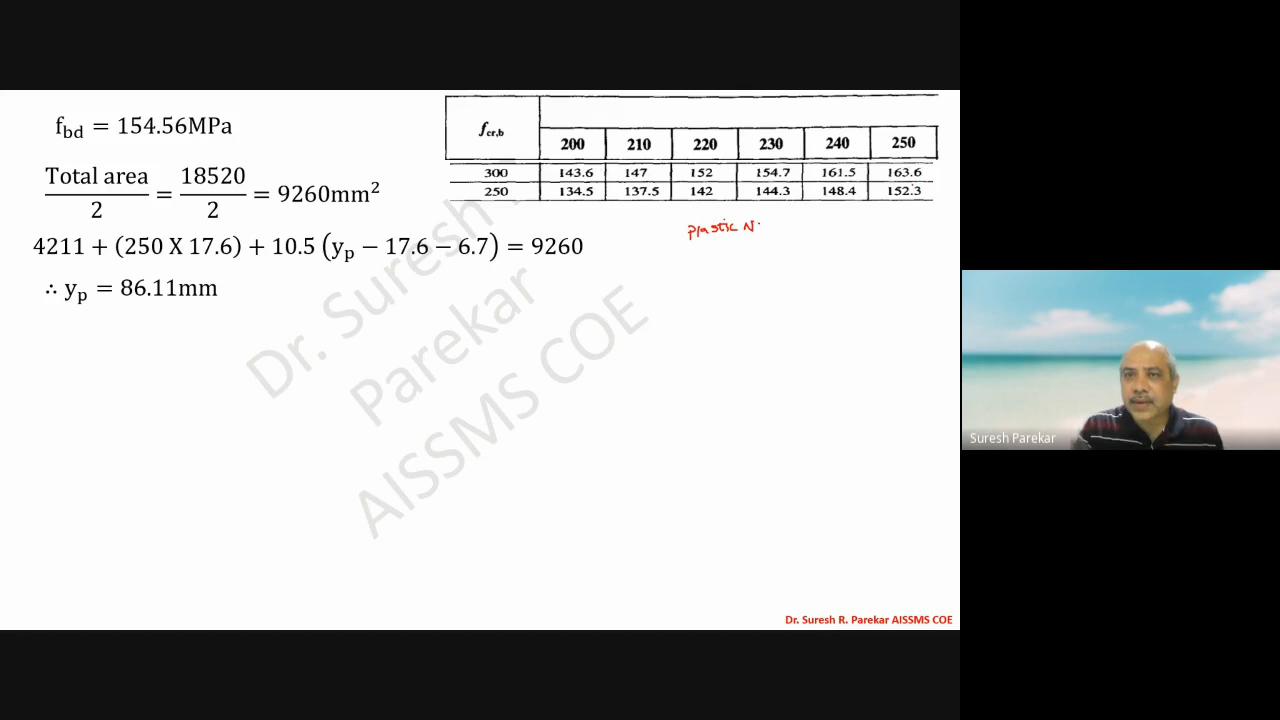 f_bd = 154.56MPa
Total area / 2 = 18520 / 2 = 9260mm²
4211 + (250 X 17.6) + 10.5 (y_p − 17.6 − 6.7) = 9260
∴ y_p = 86.11mm
f_cr,b
200 210 220 230 240 250
300 143.6 147 152 154.7 161.5 163.6
250 134.5 137.5 142 144.3 148.4 152.3
plastic N.
Dr. Suresh
Parekar
AISSMS COE
Suresh Parekar
Dr. Suresh R. Parekar AISSMS COE